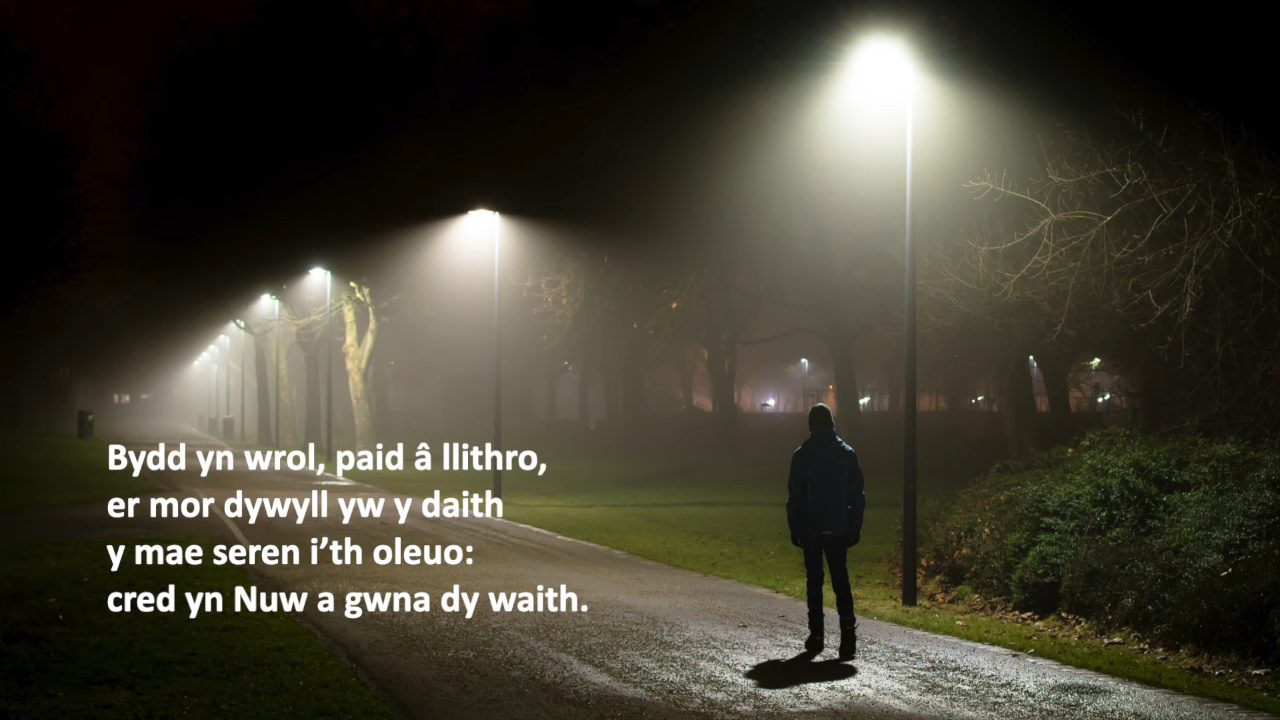 Bydd yn wrol, paid â llithro,
er mor dywyll yw y daith
y mae seren i’th oleuo:
cred yn Nuw a gwna dy waith.